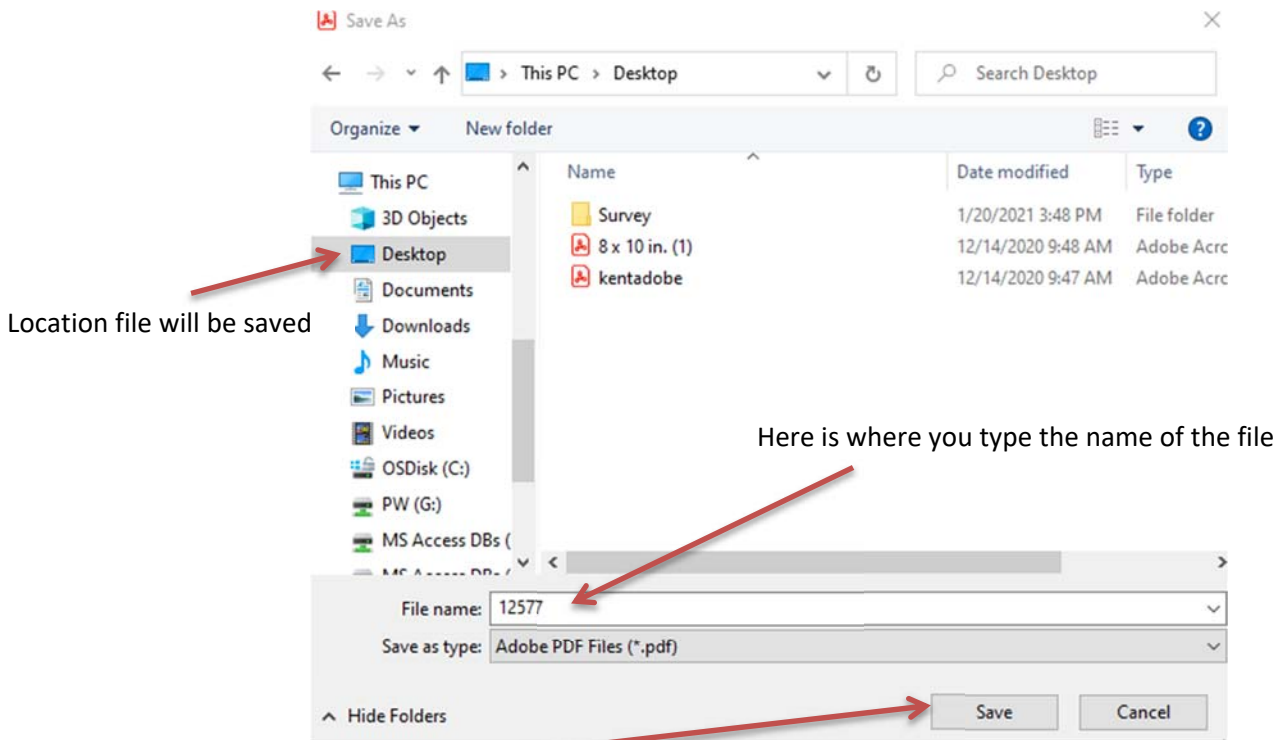 Save As
This PC > Desktop
Search Desktop
Organize
New folder
Name
Date modified
Type
This PC
3D Objects
Desktop
Documents
Downloads
Music
Pictures
Videos
OSDisk (C:)
PW (G:)
MS Access DBs (
Survey 1/20/2021 3:48 PM File folder
8 x 10 in. (1) 12/14/2020 9:48 AM Adobe Acrc
kentadobe 12/14/2020 9:47 AM Adobe Acrc
Location file will be saved
Here is where you type the name of the file
File name: 12577
Save as type: Adobe PDF Files (*.pdf)
Hide Folders
Save
Cancel